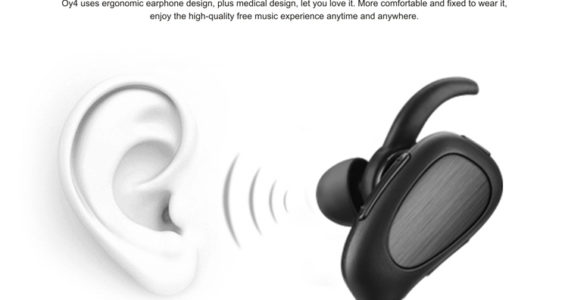 Oy4 uses ergonomic earphone design, plus medical design, let you love it. More comfortable and fixed to wear it,
enjoy the high-quality free music experience anytime and anywhere.